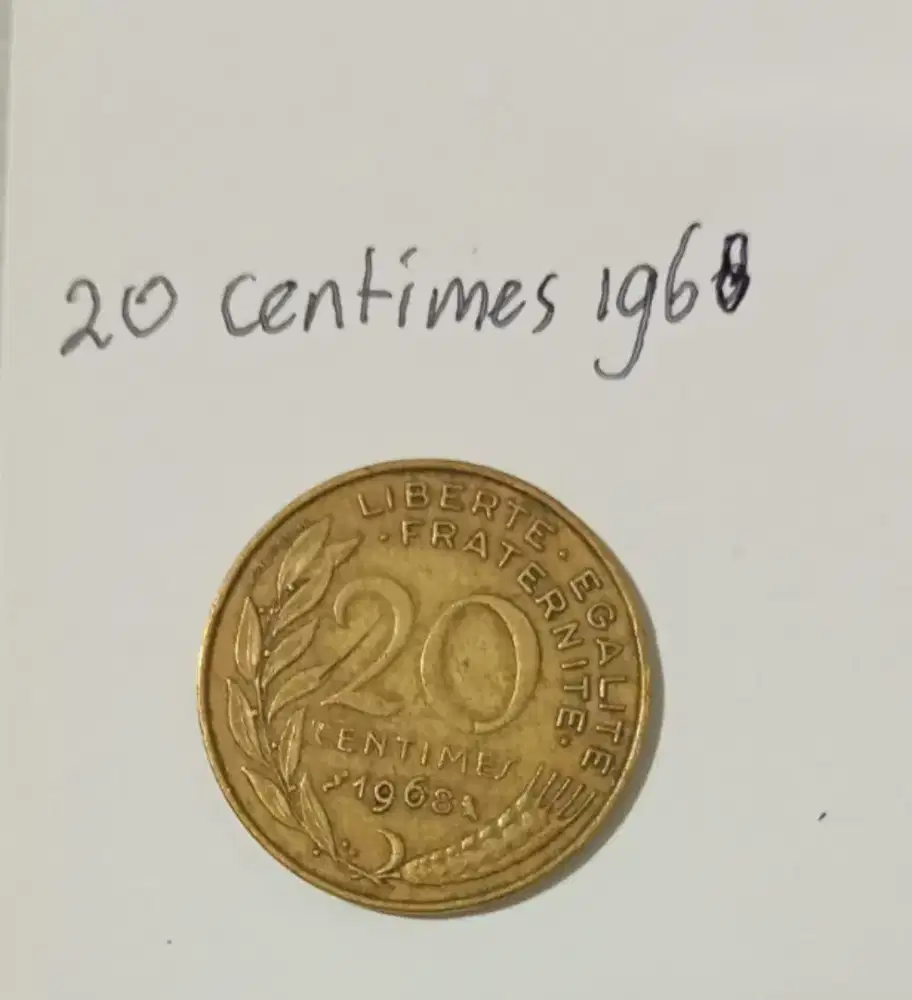 20 centimes 1968
LIBERTE · EGALITE
· FRATERNITE ·
20
CENTIMES
1968